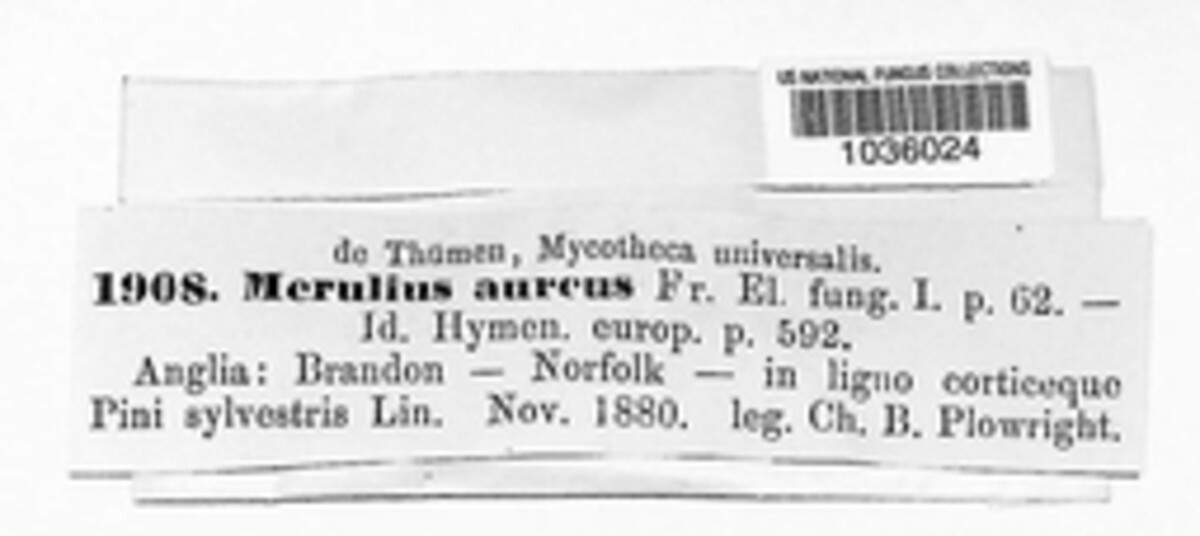 US NATIONAL FUNGUS COLLECTIONS
1036024
de Thümen, Mycotheca universalis.
1908. Merulius aureus Fr. El. fung. I. p. 62. —
Id. Hymen. europ. p. 592.
Anglia: Brandon — Norfolk — in ligno corticeque
Pini sylvestris Lin. Nov. 1880. leg. Ch. B. Plowright.